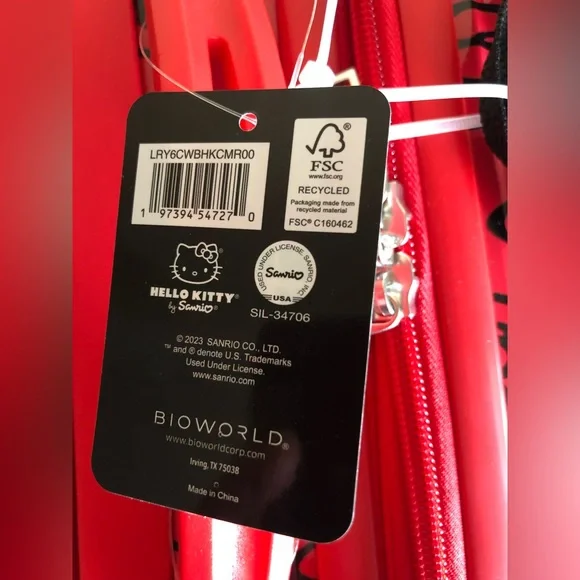 LRY6CWBHKCMR00
1 97394 54727 0
FSC
www.fsc.org
RECYCLED
Packaging made from
recycled material
FSC® C160462
HELLO KITTY®
by Sanrio
USED UNDER LICENSE SANRIO, INC.
Sanrio
USA
SIL-34706
© 2023 SANRIO CO., LTD.
™ and ® denote U.S. Trademarks
Used Under License.
www.sanrio.com
BIOWORLD®
www.bioworldcorp.com
Irving, TX 75038
Made in China